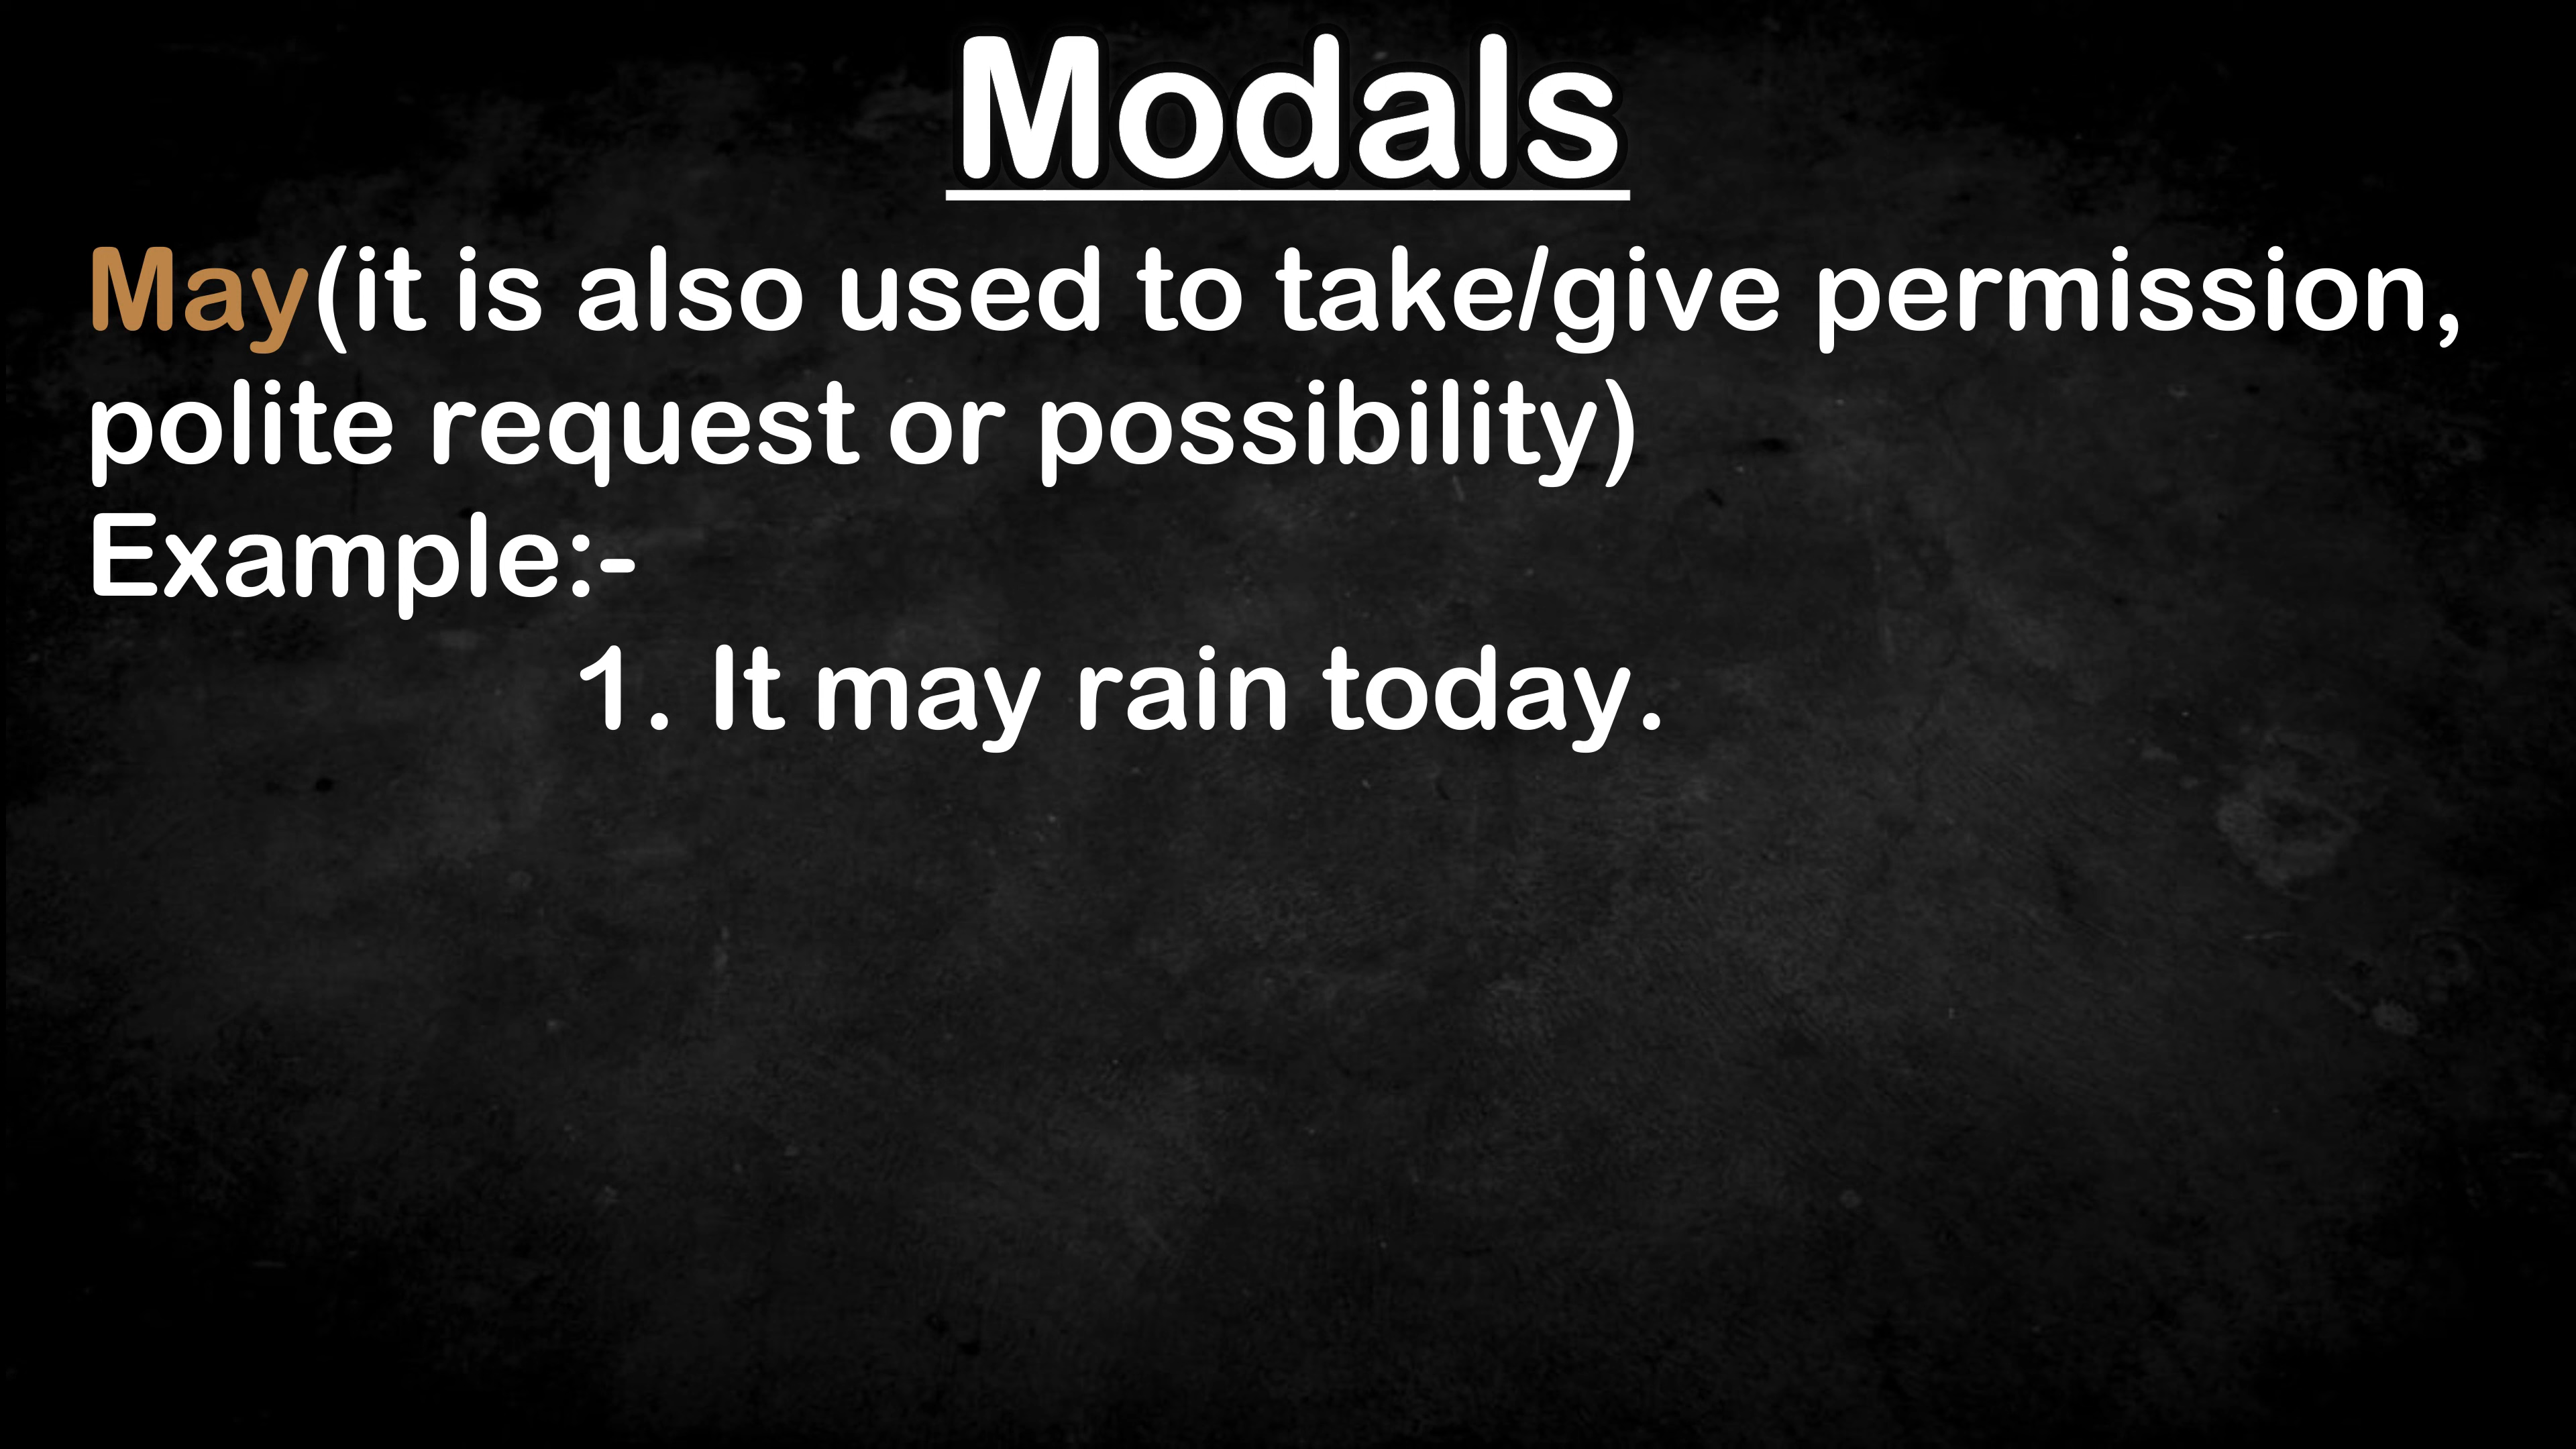 Modals
May(it is also used to take/give permission,
polite request or possibility)
Example:-
1. It may rain today.